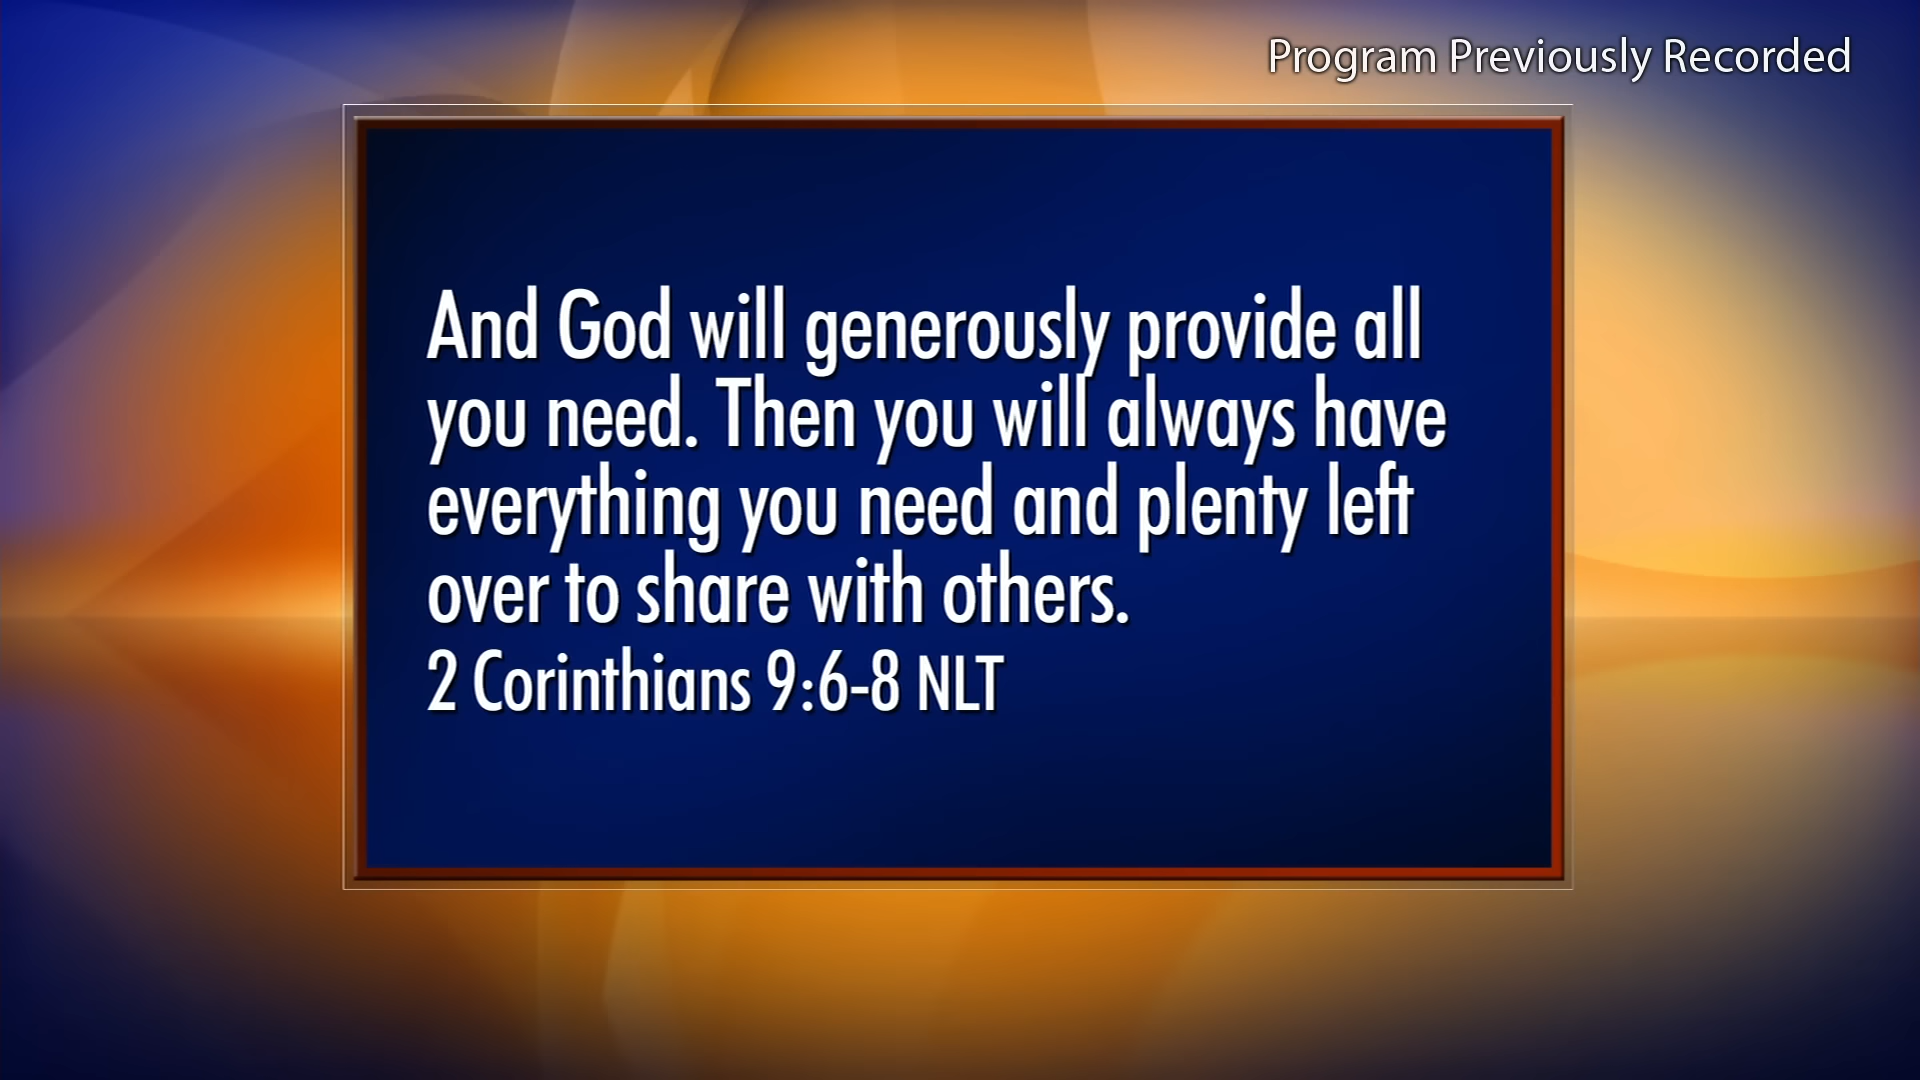 Program Previously Recorded
And God will generously provide all
you need. Then you will always have
everything you need and plenty left
over to share with others.
2 Corinthians 9:6-8 NLT